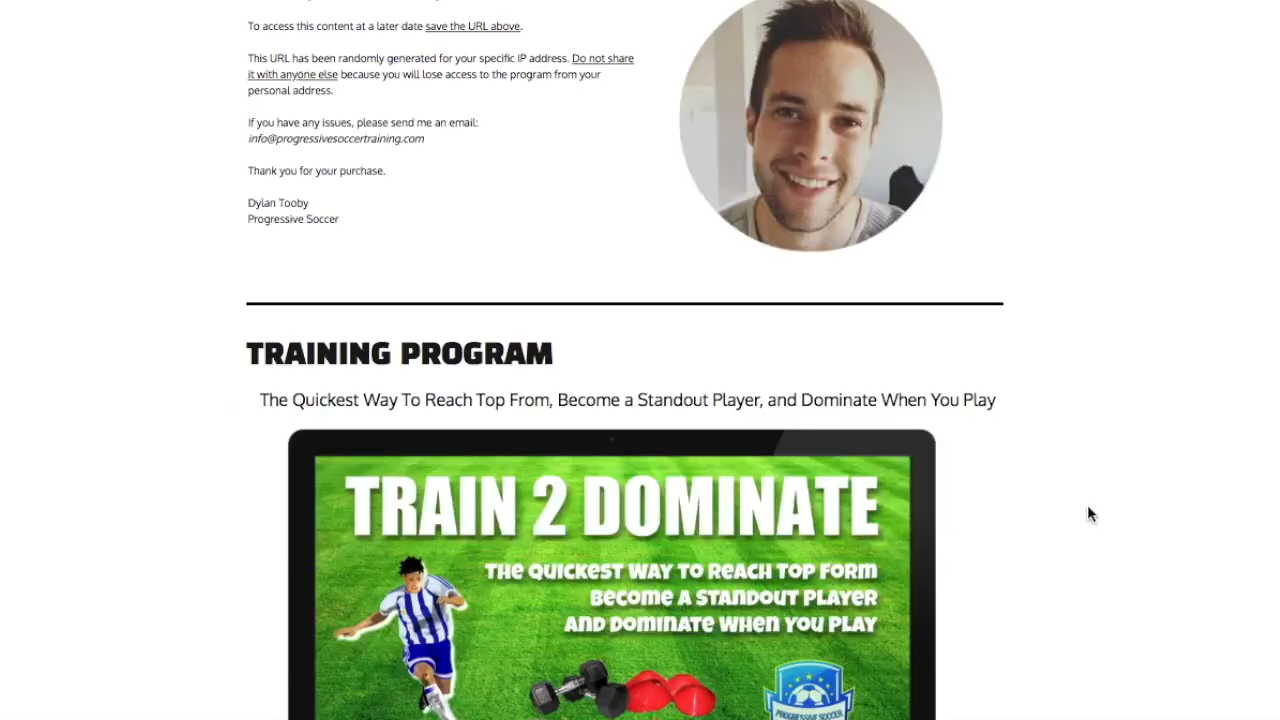 To access this content at a later date save the URL above.
This URL has been randomly generated for your specific IP address. Do not share
it with anyone else because you will lose access to the program from your
personal address.
If you have any issues, please send me an email:
info@progressivesoccertraining.com
Thank you for your purchase.
Dylan Tooby
Progressive Soccer
TRAINING PROGRAM
The Quickest Way To Reach Top From, Become a Standout Player, and Dominate When You Play
TRAIN 2 DOMINATE
THE QUICKEST WAY TO REACH TOP FORM
BECOME A STANDOUT PLAYER
AND DOMINATE WHEN YOU PLAY
PROGRESSIVE SOCCER